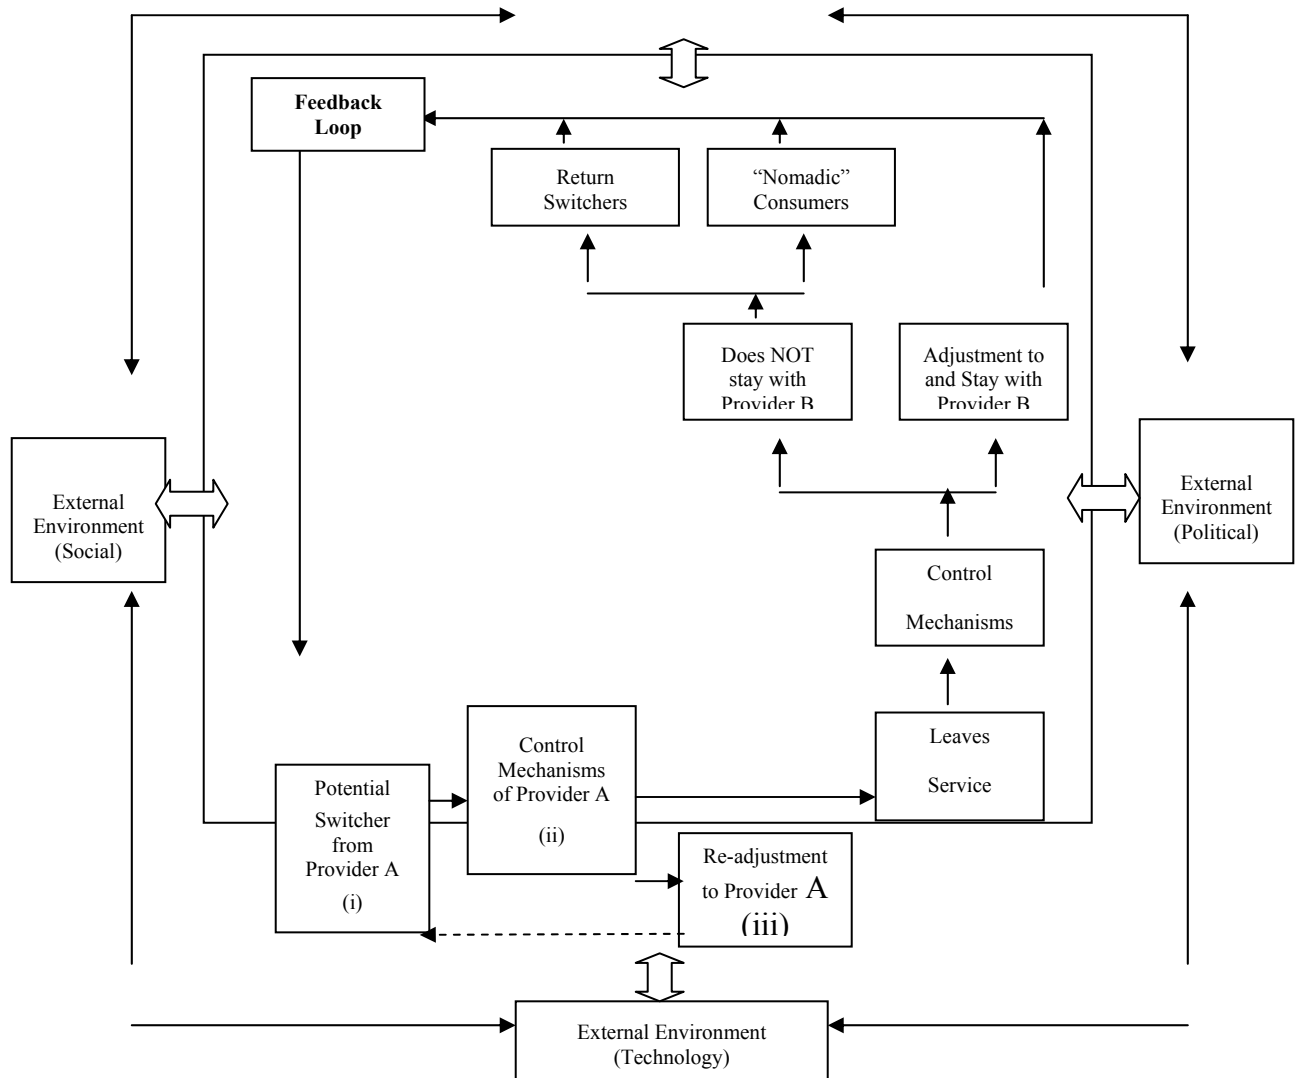 Feedback
Loop
Return
Switchers
“Nomadic”
Consumers
Does NOT
stay with
Provider B
Adjustment to
and Stay with
Provider B
External
Environment
(Social)
External
Environment
(Political)
Control
Mechanisms
Leaves
Service
Control
Mechanisms
of Provider A
(ii)
Potential
Switcher
from
Provider A
(i)
Re-adjustment
to Provider A
(iii)
External Environment
(Technology)